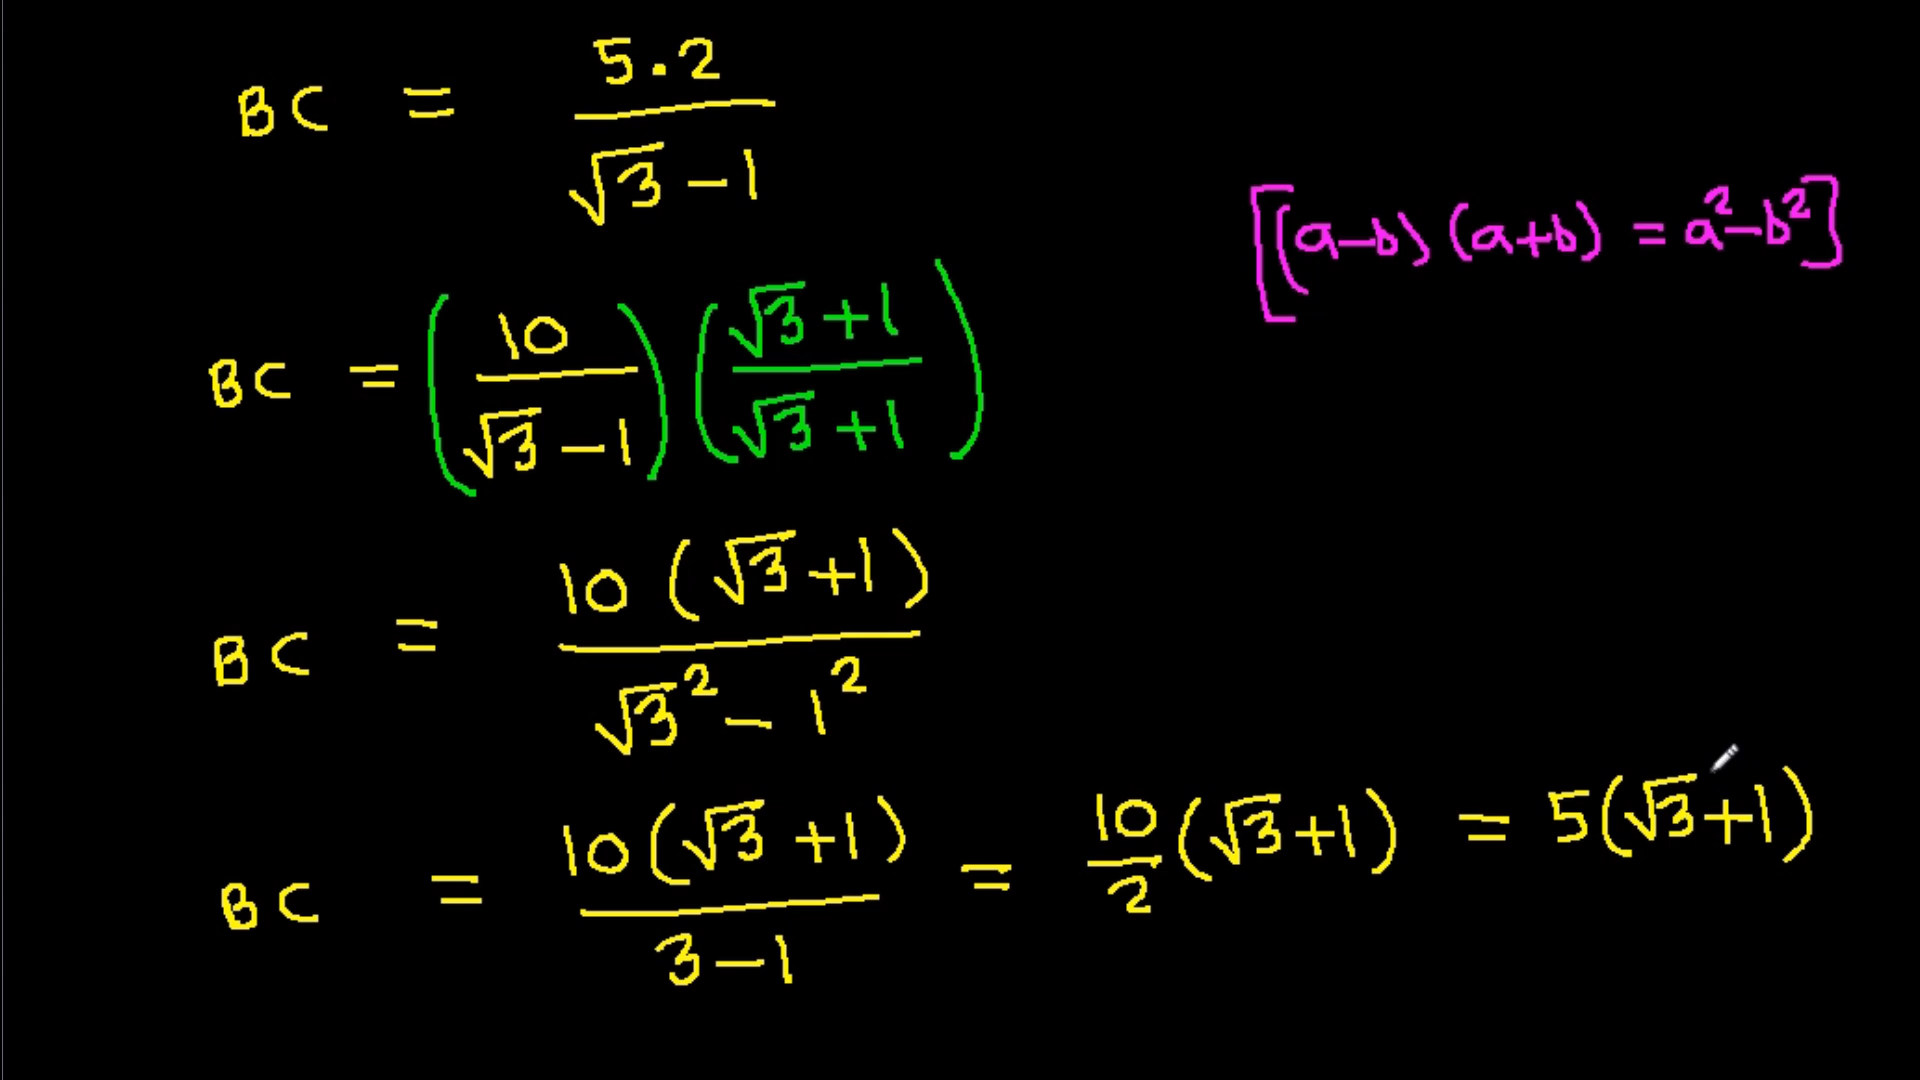 BC = 5·2 / √3 − 1
[(a−b)(a+b) = a²−b²]
BC = (10 / √3 − 1) (√3 + 1 / √3 + 1)
BC = 10 (√3 + 1) / √3² − 1²
BC = 10(√3 + 1) / 3 − 1 = 10/2 (√3+1) = 5(√3+1)